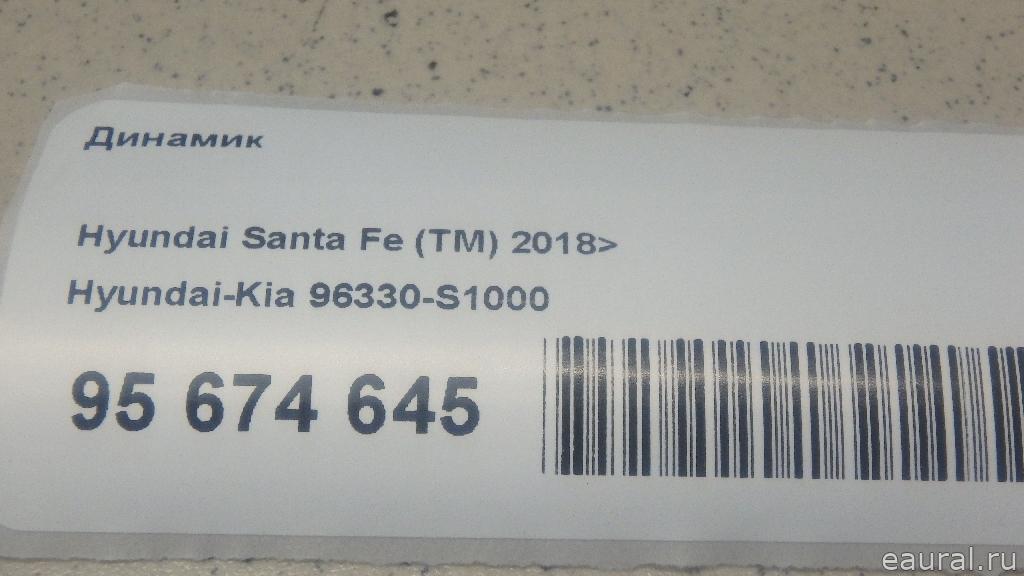 Динамик
Hyundai Santa Fe (TM) 2018>
Hyundai-Kia 96330-S1000
95 674 645
eaural.ru